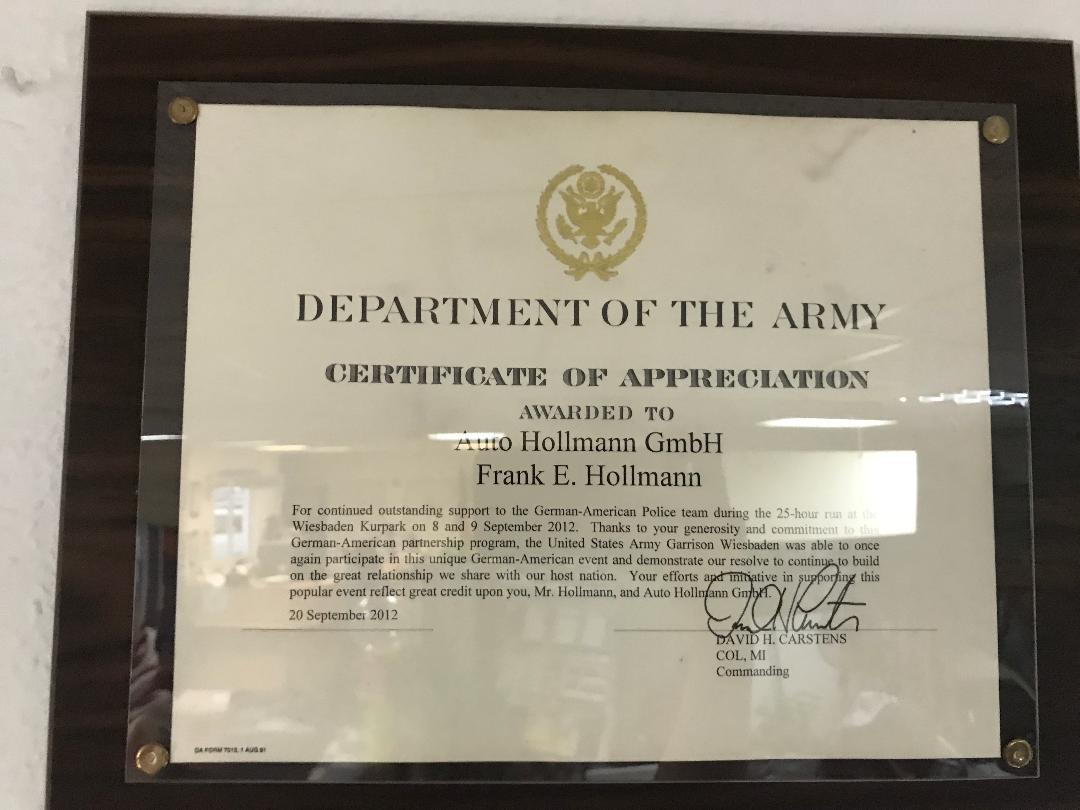 DEPARTMENT OF THE ARMY
CERTIFICATE OF APPRECIATION
AWARDED TO
Auto Hollmann GmbH
Frank E. Hollmann
For continued outstanding support to the German-American Police team during the 25-hour run at the
Wiesbaden Kurpark on 8 and 9 September 2012. Thanks to your generosity and commitment to this
German-American partnership program, the United States Army Garrison Wiesbaden was able to once
again participate in this unique German-American event and demonstrate our resolve to continue to build
on the great relationship we share with our host nation. Your efforts and initiative in supporting this
popular event reflect great credit upon you, Mr. Hollmann, and Auto Hollmann GmbH.
20 September 2012
DAVID H. CARSTENS
COL, MI
Commanding
DA FORM 7013, 1 AUG 91